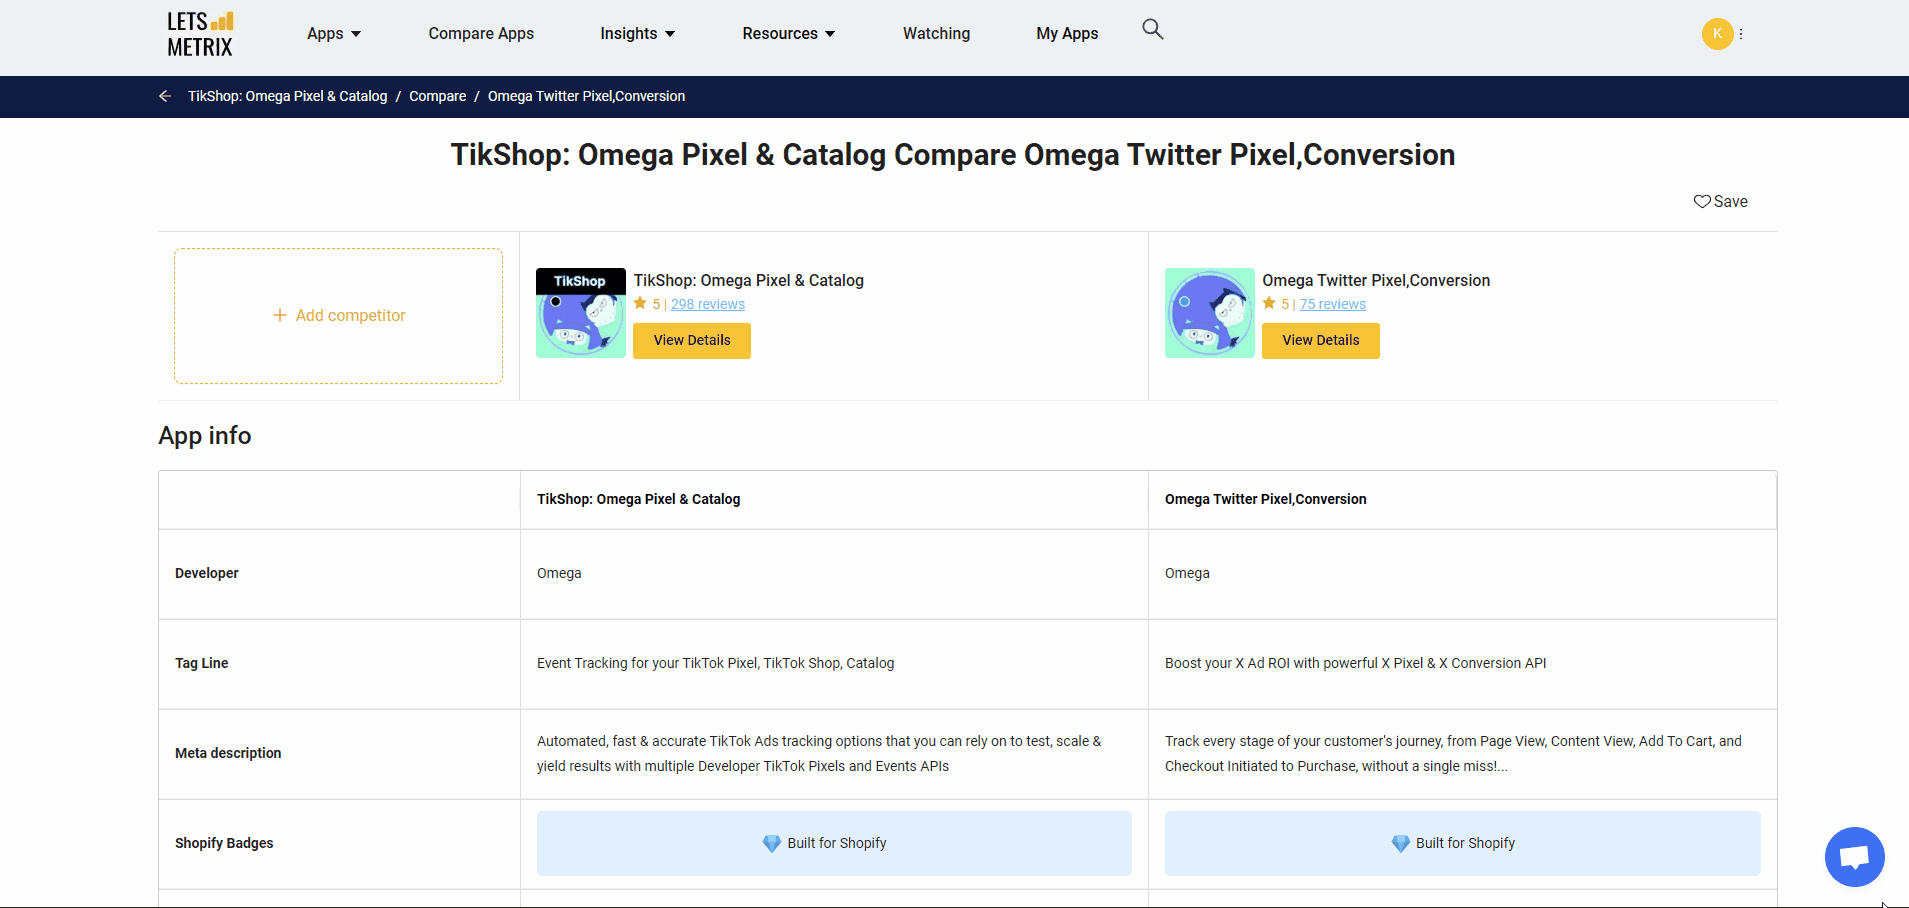 LETS
METRIX
Apps
Compare Apps
Insights
Resources
Watching
My Apps
K
TikShop: Omega Pixel & Catalog / Compare / Omega Twitter Pixel,Conversion
TikShop: Omega Pixel & Catalog Compare Omega Twitter Pixel,Conversion
Save
Add competitor
TikShop
TikShop: Omega Pixel & Catalog
5 | 298 reviews
View Details
Omega Twitter Pixel,Conversion
5 | 75 reviews
View Details
App info
TikShop: Omega Pixel & Catalog
Omega Twitter Pixel,Conversion
Developer
Omega
Omega
Tag Line
Event Tracking for your TikTok Pixel, TikTok Shop, Catalog
Boost your X Ad ROI with powerful X Pixel & X Conversion API
Meta description
Automated, fast & accurate TikTok Ads tracking options that you can rely on to test, scale &
yield results with multiple Developer TikTok Pixels and Events APIs
Track every stage of your customer's journey, from Page View, Content View, Add To Cart, and
Checkout Initiated to Purchase, without a single miss!...
Shopify Badges
Built for Shopify
Built for Shopify